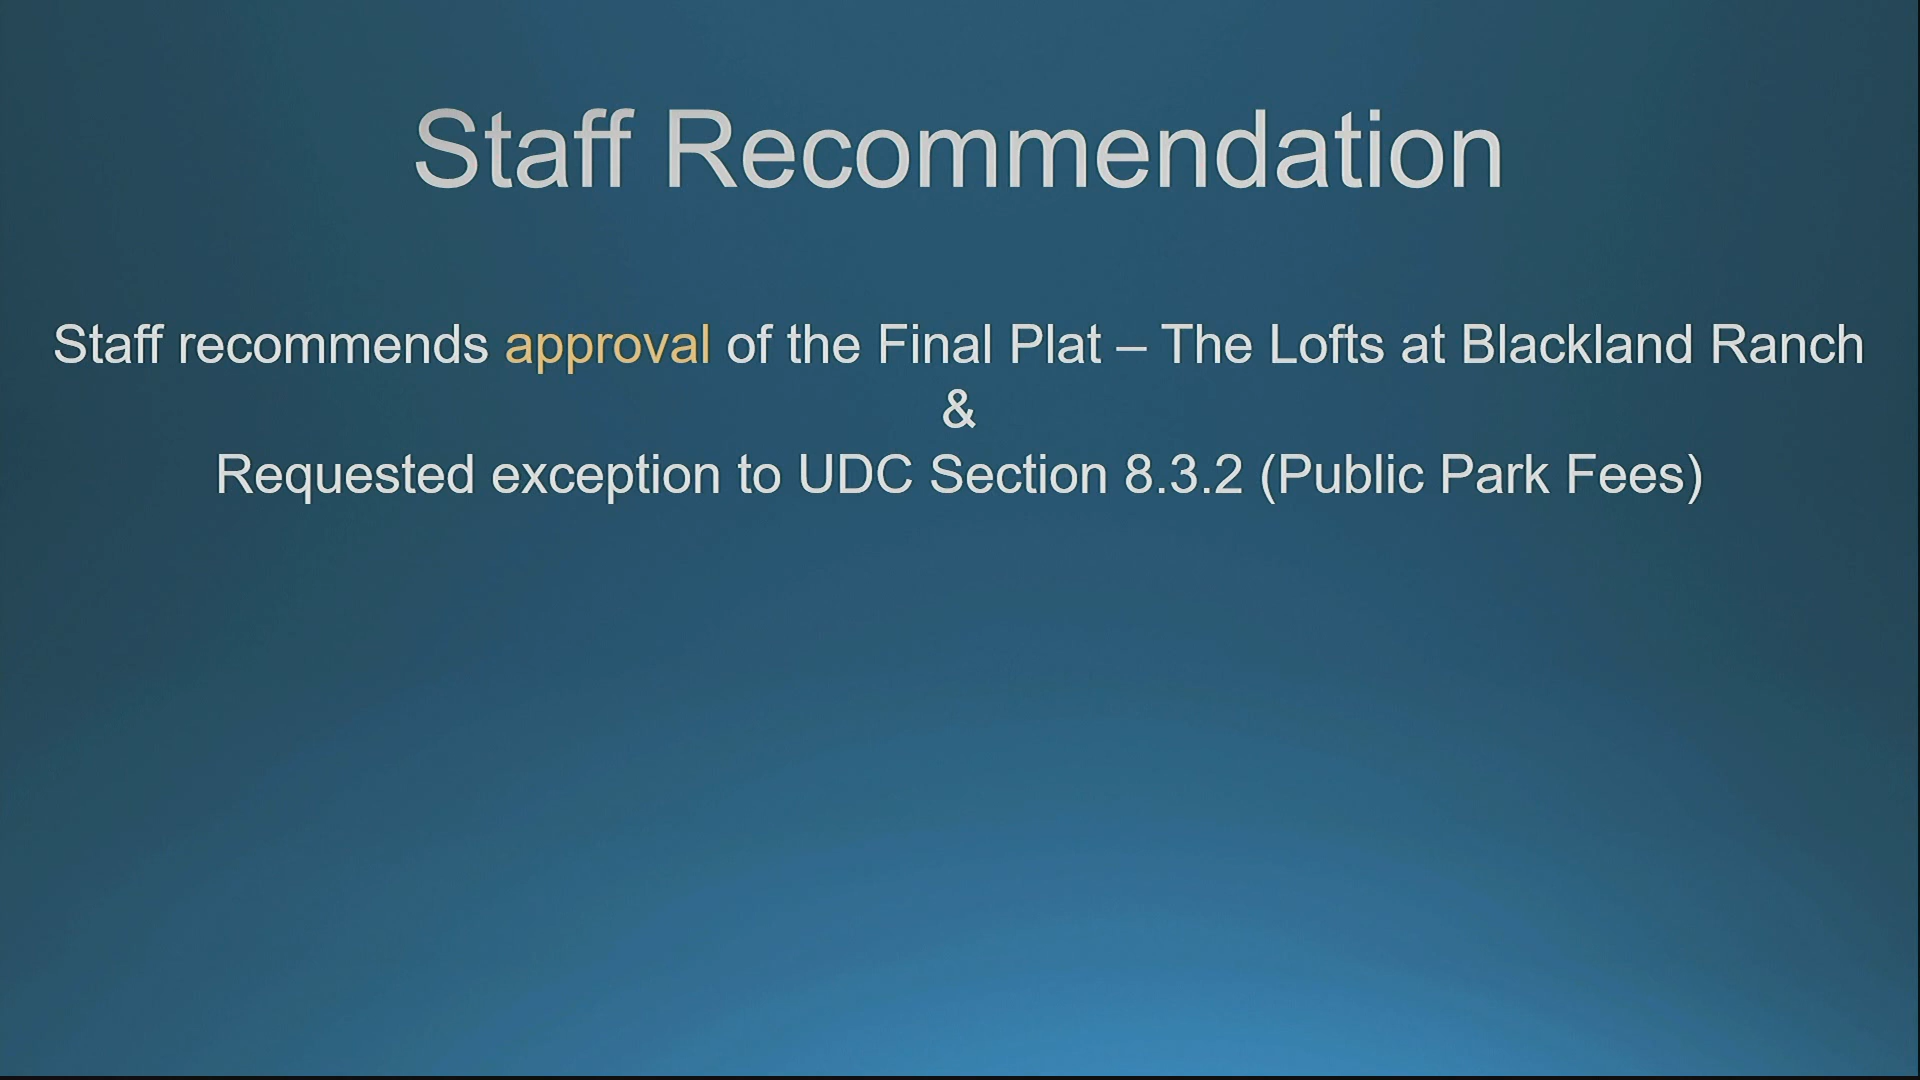 Staff Recommendation
Staff recommends approval of the Final Plat – The Lofts at Blackland Ranch
&
Requested exception to UDC Section 8.3.2 (Public Park Fees)